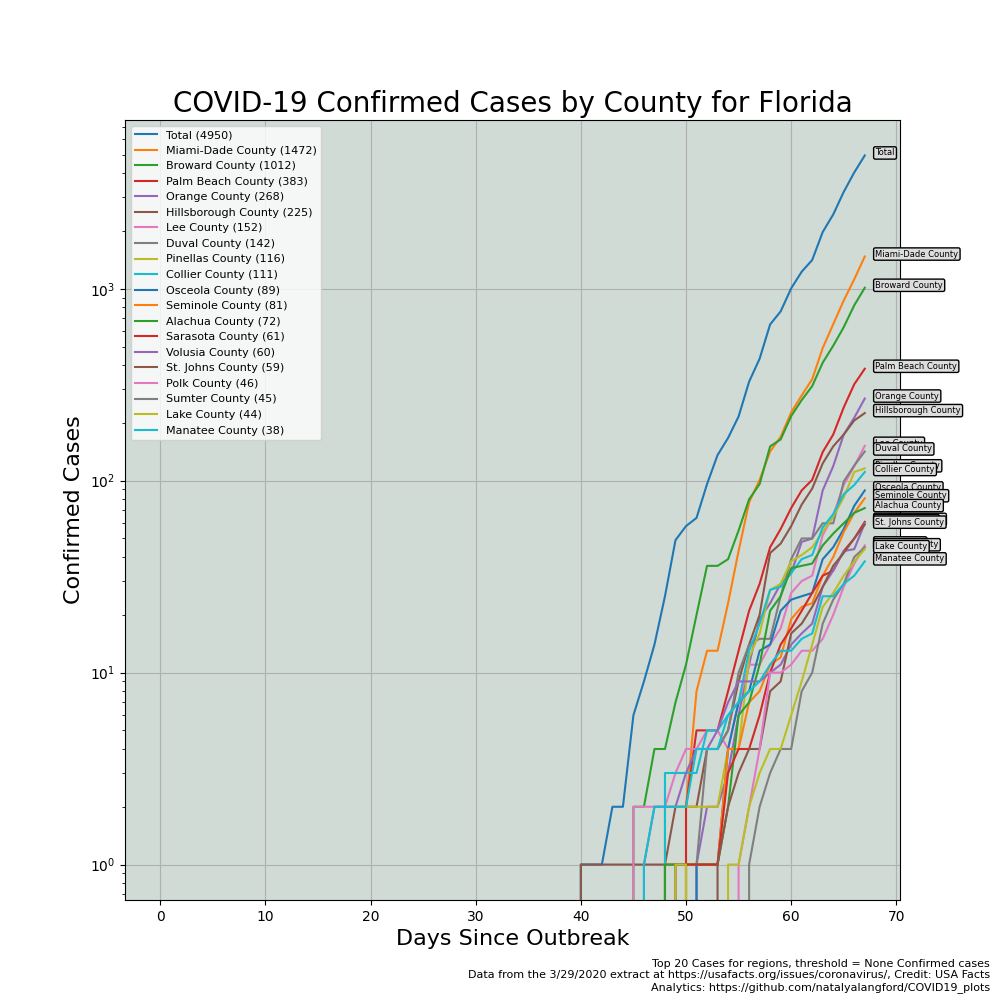 COVID-19 Confirmed Cases by County for Florida
Total (4950)
Miami-Dade County (1472)
Broward County (1012)
Palm Beach County (383)
Orange County (268)
Hillsborough County (225)
Lee County (152)
Duval County (142)
Pinellas County (116)
Collier County (111)
Osceola County (89)
Seminole County (81)
Alachua County (72)
Sarasota County (61)
Volusia County (60)
St. Johns County (59)
Polk County (46)
Sumter County (45)
Lake County (44)
Manatee County (38)
Total
Miami-Dade County
Broward County
Palm Beach County
Orange County
Hillsborough County
Duval County
Collier County
Osceola County
Seminole County
Alachua County
St. Johns County
Lake County
Manatee County
Confirmed Cases
10³
10²
10¹
10⁰
0 10 20 30 40 50 60 70
Days Since Outbreak
Top 20 Cases for regions, threshold = None Confirmed cases
Data from the 3/29/2020 extract at https://usafacts.org/issues/coronavirus/, Credit: USA Facts
Analytics: https://github.com/natalyalangford/COVID19_plots